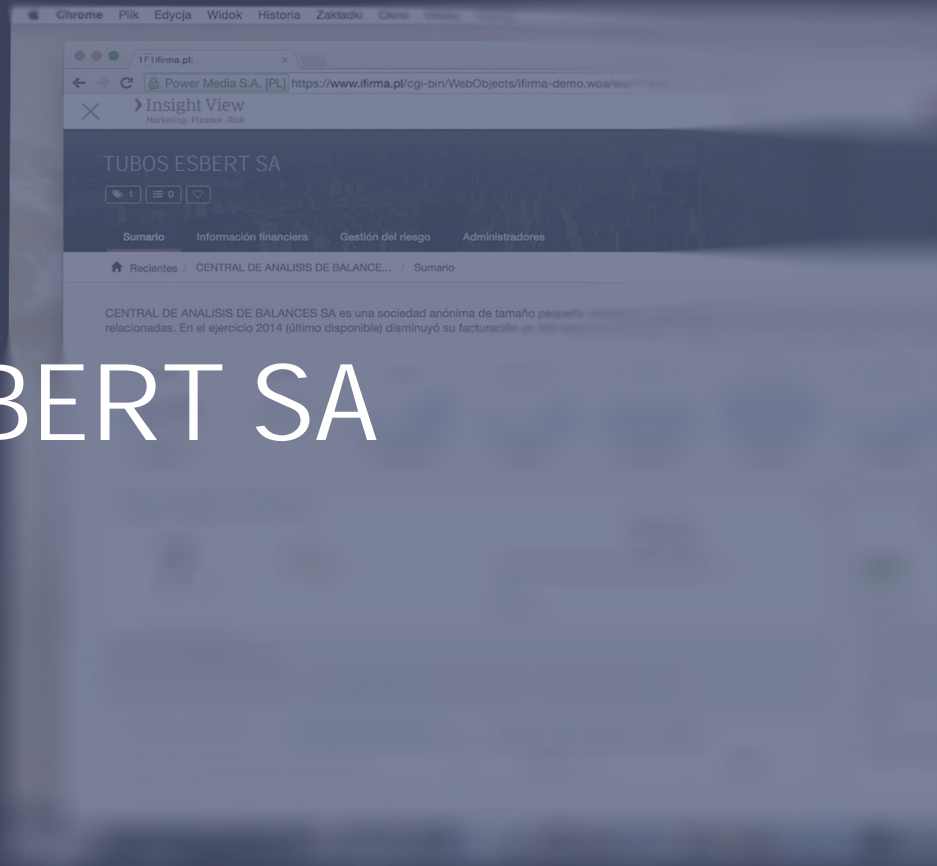 Chrome Plik Edycja Widok Historia Zakładki Okno
ifirma.pl:
Power Media S.A. [PL] https://www.ifirma.pl/cgi-bin/WebObjects/ifirma-demo.woa/
Insight View
Marketing·Finance·Risk
TUBOS ESBERT SA
1 0
Sumario Información financiera Gestión del riesgo Administradores
Recientes / CENTRAL DE ANALISIS DE BALANCE... / Sumario
CENTRAL DE ANALISIS DE BALANCES SA es una sociedad anónima de tamaño pequeño
relacionadas. En el ejercicio 2014 (último disponible) disminuyó su facturación un
BERT SA